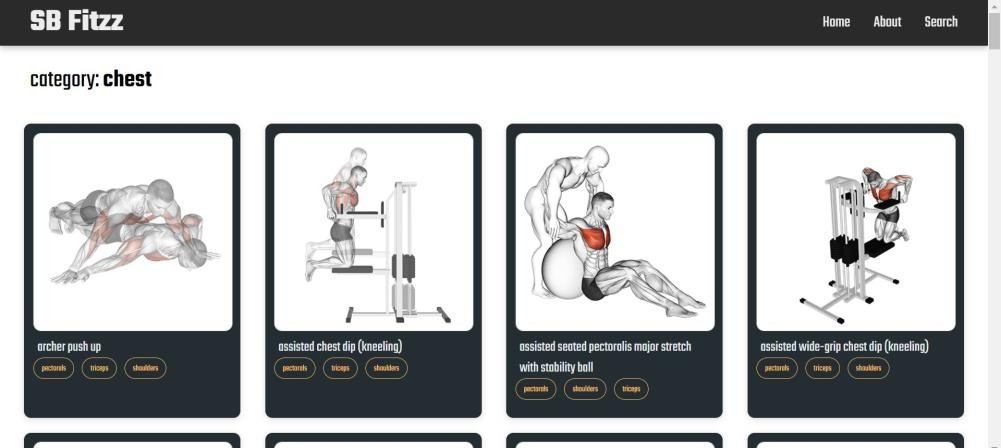 SB Fitzz
Home About Search
category: chest
archer push up
pectorals triceps shoulders
assisted chest dip (kneeling)
pectorals triceps shoulders
assisted seated pectoralis major stretch
with stability ball
pectorals shoulders triceps
assisted wide-grip chest dip (kneeling)
pectorals triceps shoulders